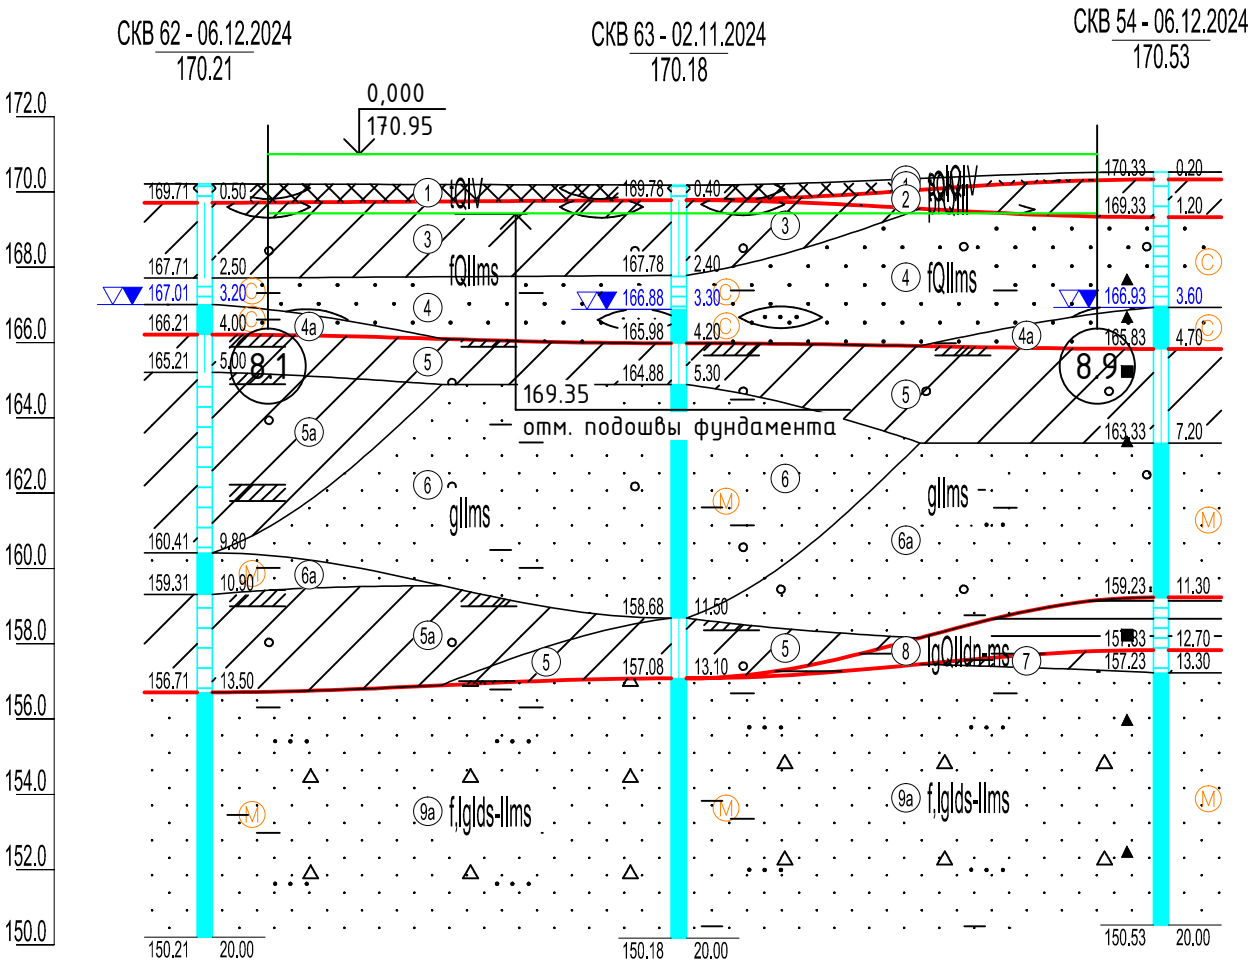 СКВ 62 - 06.12.2024
170.21
СКВ 63 - 02.11.2024
170.18
СКВ 54 - 06.12.2024
170.53
0,000
170.95
172.0
170.0
168.0
166.0
164.0
162.0
160.0
158.0
156.0
154.0
152.0
150.0
169.71 0.50
167.71 2.50
167.01 3.20
166.21 4.00
165.21 5.00
160.41 9.80
159.31 10.90
156.71 13.50
150.21 20.00
169.78 0.40
167.78 2.40
166.88 3.30
165.98 4.20
164.88 5.30
158.68 11.50
157.08 13.10
150.18 20.00
170.33 0.20
169.33 1.20
166.93 3.60
165.83 4.70
163.33 7.20
159.23 11.30
12.70
157.23 13.30
150.53 20.00
1 tQIV
2
3 fQIIms 3
4 4 fQIIms
4а 4а
5 5
8.1 8.9
169.35
отм. подошвы фундамента
5а
6 gIIms 6 gIIms
6а 6а
5а 5 5 8 lgQIIdn-ms 7
9а f,lgIds-IIms 9а f,lgIds-IIms
С С С
С С С
М М М
М М М